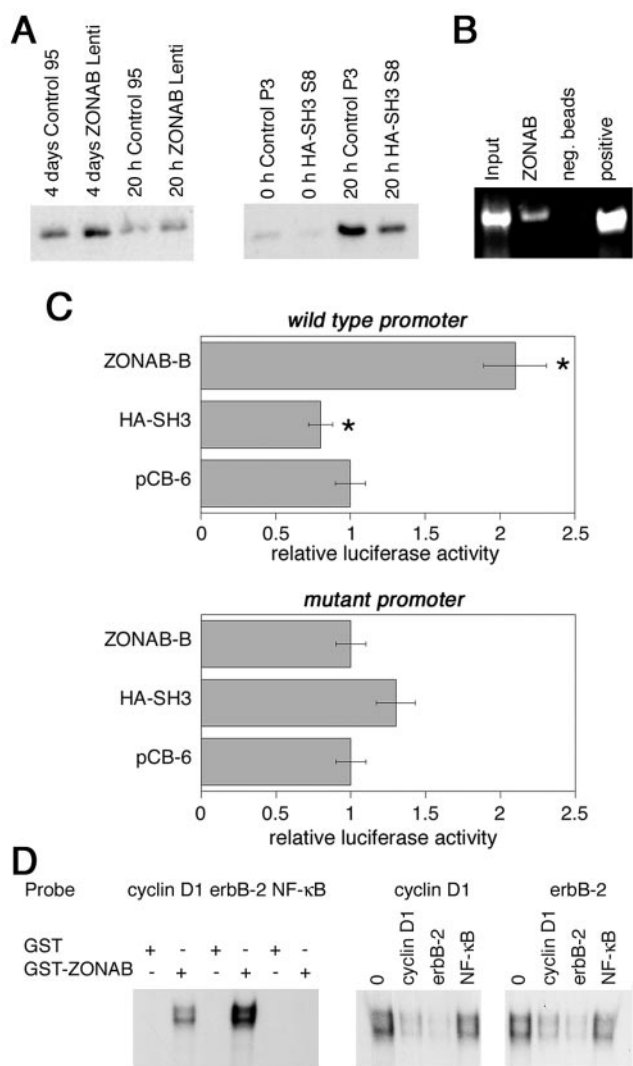 A
4 days Control 95
4 days ZONAB Lenti
20 h Control 95
20 h ZONAB Lenti
0 h Control P3
0 h HA-SH3 S8
20 h Control P3
20 h HA-SH3 S8
B
Input
ZONAB
neg. beads
positive
C
wild type promoter
ZONAB-B
*
HA-SH3
*
pCB-6
0 0.5 1 1.5 2 2.5
relative luciferase activity
mutant promoter
ZONAB-B
HA-SH3
pCB-6
0 0.5 1 1.5 2 2.5
relative luciferase activity
D
Probe cyclin D1 erbB-2 NF-κB
GST + - + - + -
GST-ZONAB - + - + - +
cyclin D1
0
cyclin D1
erbB-2
NF-κB
erbB-2
0
cyclin D1
erbB-2
NF-κB